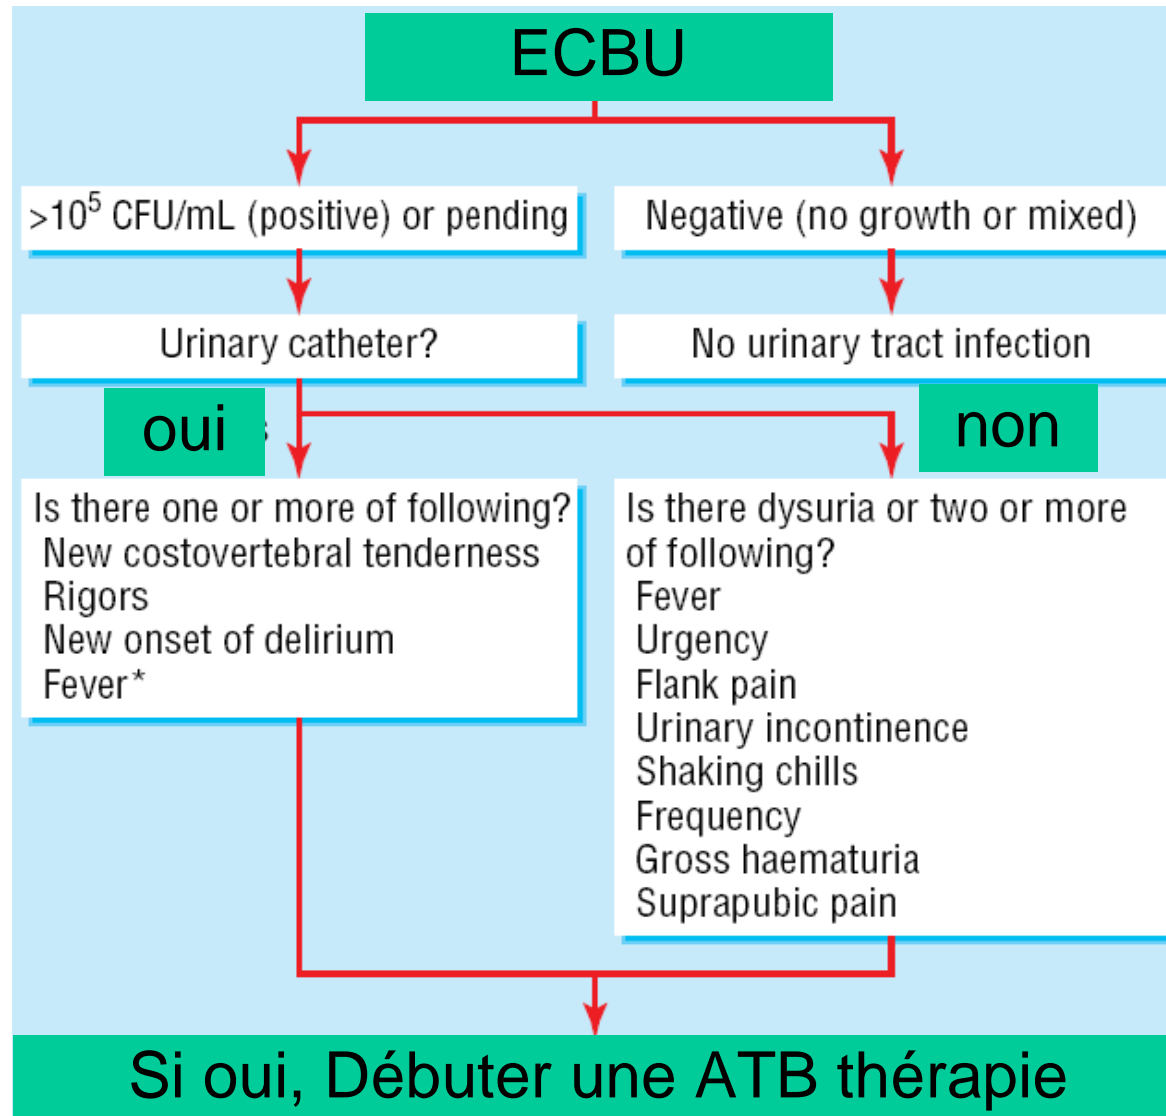 ECBU
>10⁵ CFU/mL (positive) or pending
Negative (no growth or mixed)
Urinary catheter?
No urinary tract infection
oui
non
Is there one or more of following?
New costovertebral tenderness
Rigors
New onset of delirium
Fever*
Is there dysuria or two or more
of following?
Fever
Urgency
Flank pain
Urinary incontinence
Shaking chills
Frequency
Gross haematuria
Suprapubic pain
Si oui, Débuter une ATB thérapie